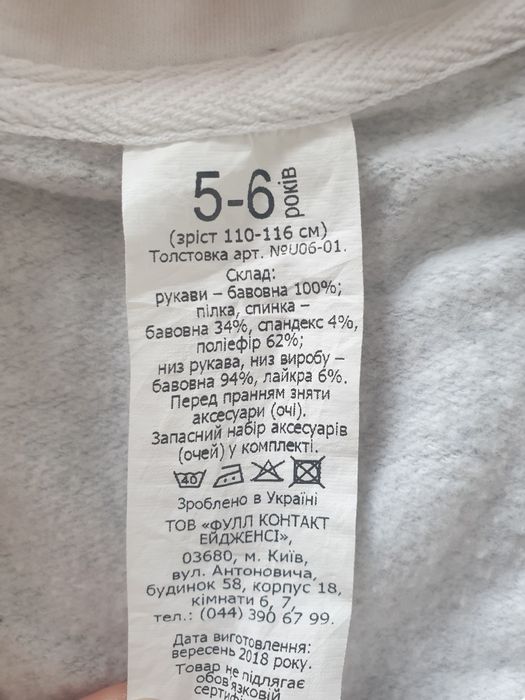 5-6 років
(зріст 110-116 см)
Толстовка арт. №U06-01.
Склад:
рукави – бавовна 100%;
пілка, спинка –
бавовна 34%, спандекс 4%,
поліефір 62%;
низ рукава, низ виробу –
бавовна 94%, лайкра 6%.
Перед пранням зняти
аксесуари (очі).
Запасний набір аксесуарів
(очей) у комплекті.
40
Зроблено в Україні
ТОВ «ФУЛЛ КОНТАКТ
ЕЙДЖЕНСІ»,
03680, м. Київ,
вул. Антоновича,
будинок 58, корпус 18,
кімнати 6, 7,
тел.: (044) 390 67 99.
Дата виготовлення:
вересень 2018 року.
Товар не підлягає
обов'язковій